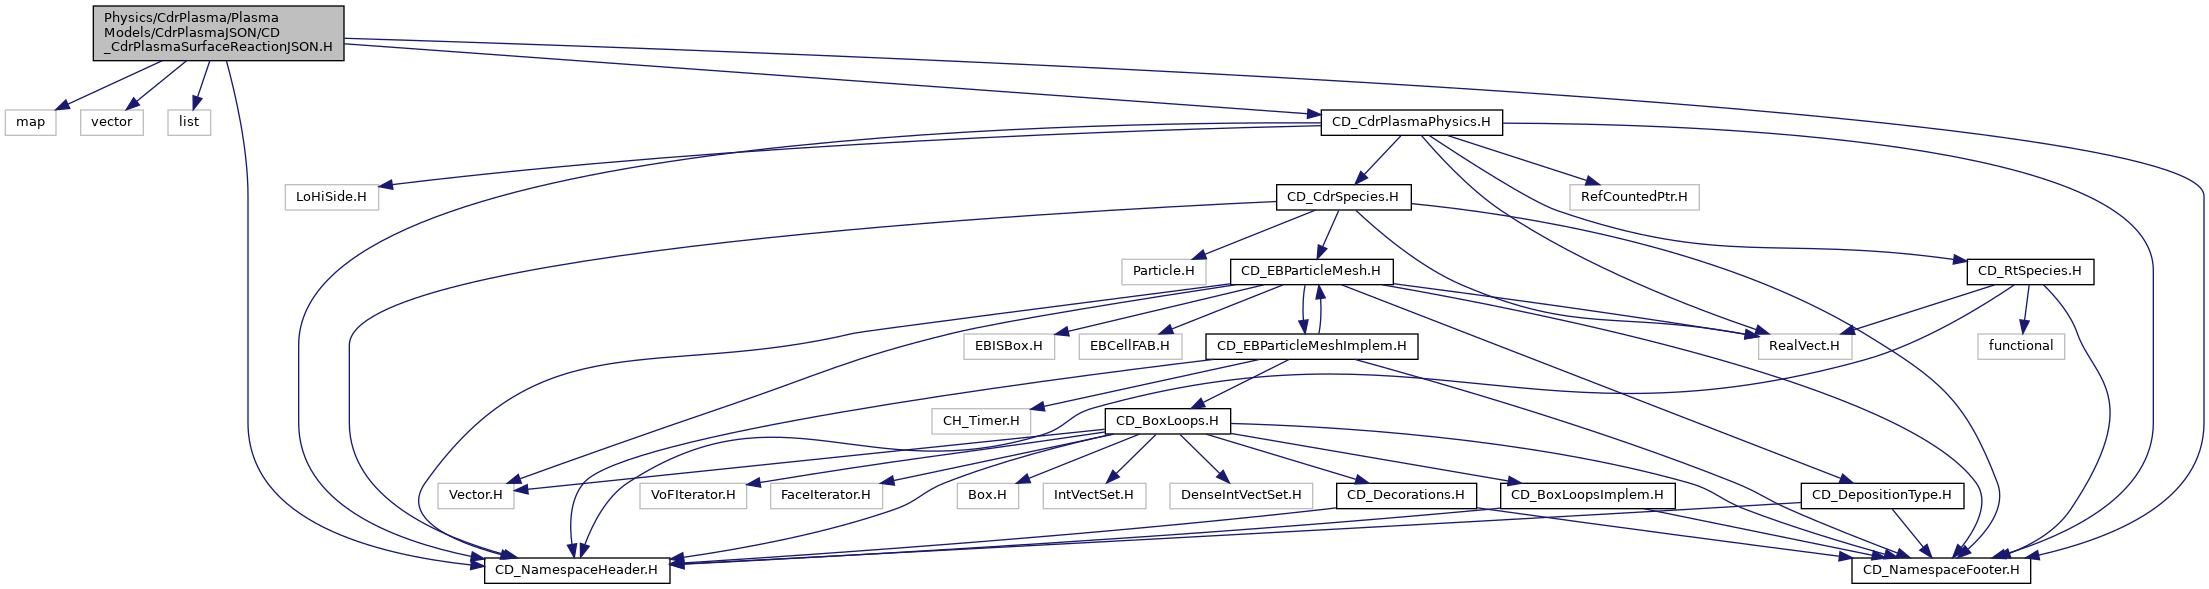 Physics/CdrPlasma/Plasma
Models/CdrPlasmaJSON/CD
_CdrPlasmaSurfaceReactionJSON.H
map
vector
list
CD_CdrPlasmaPhysics.H
LoHiSide.H
CD_CdrSpecies.H
RefCountedPtr.H
Particle.H
CD_EBParticleMesh.H
CD_RtSpecies.H
EBISBox.H
EBCellFAB.H
CD_EBParticleMeshImplem.H
RealVect.H
functional
CH_Timer.H
CD_BoxLoops.H
Vector.H
VoFIterator.H
FaceIterator.H
Box.H
IntVectSet.H
DenseIntVectSet.H
CD_Decorations.H
CD_BoxLoopsImplem.H
CD_DepositionType.H
CD_NamespaceHeader.H
CD_NamespaceFooter.H